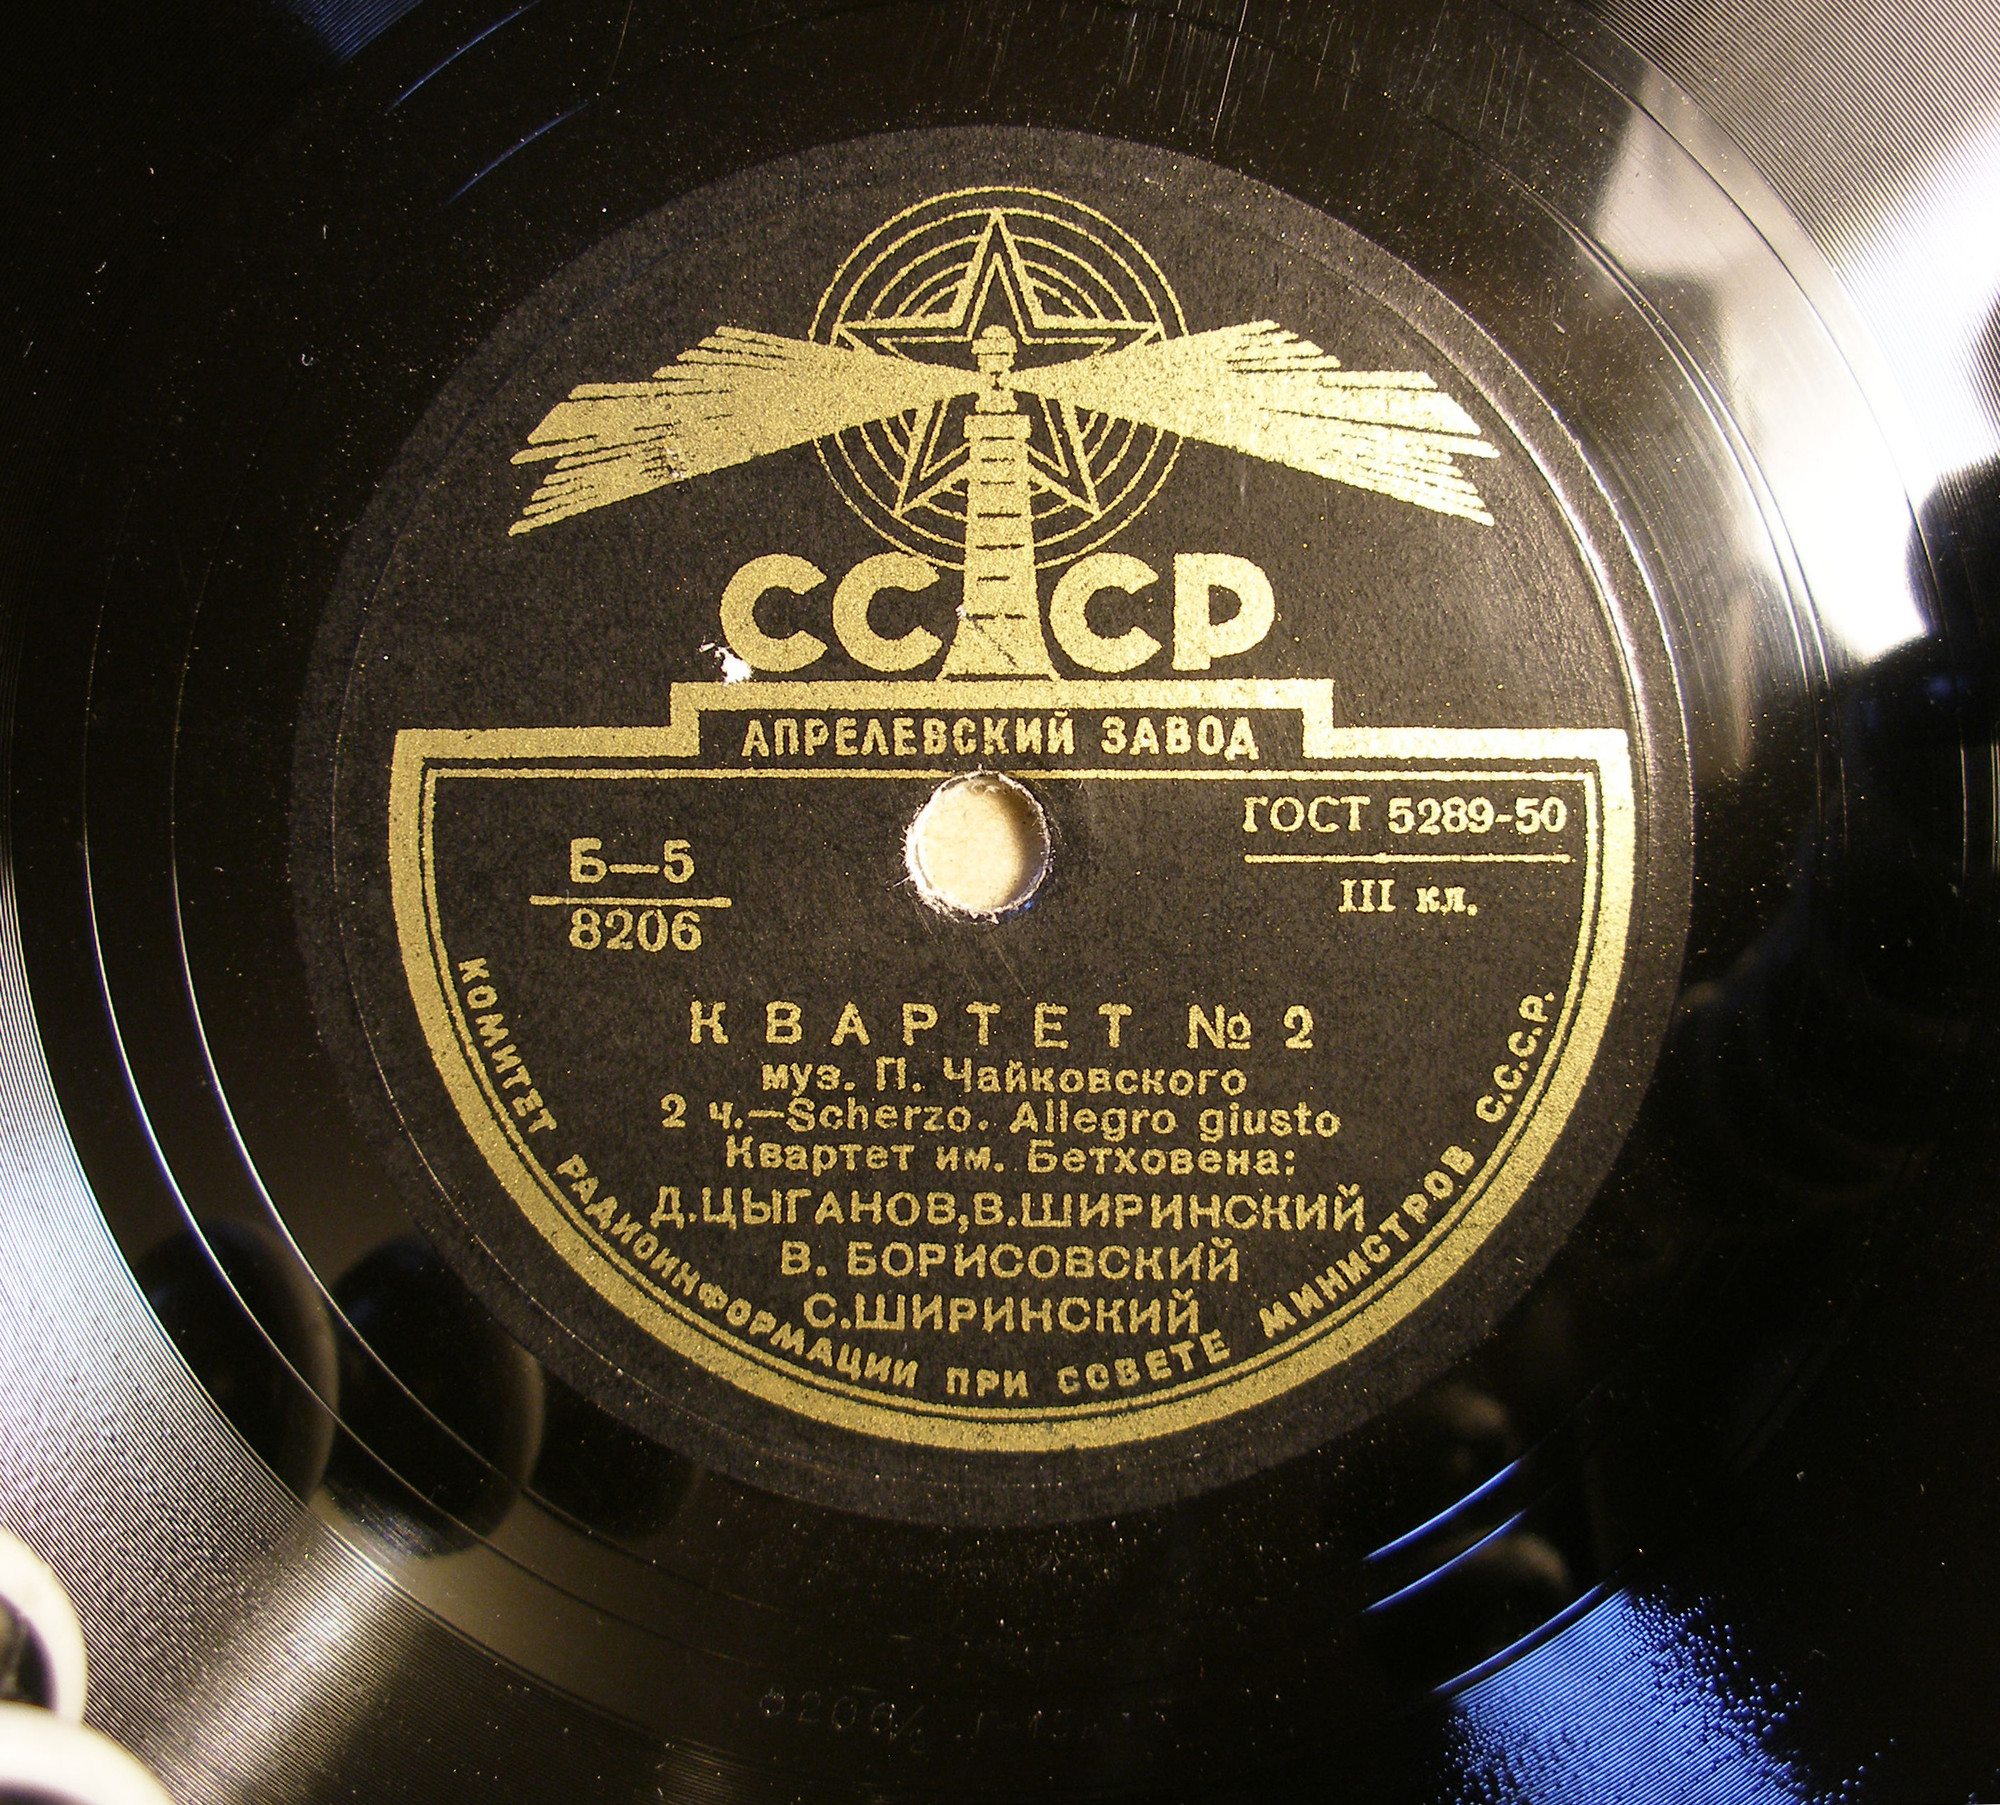 СССР
АПРЕЛЕВСКИЙ ЗАВОД
ГОСТ 5289-50
III кл.
Б—5
8206
КВАРТЕТ № 2
муз. П. Чайковского
2 ч.—Scherzo. Allegro giusto
Квартет им. Бетховена:
Д.ЦЫГАНОВ,В.ШИРИНСКИЙ
В. БОРИСОВСКИЙ
С.ШИРИНСКИЙ
КОМИТЕТ РАДИОИНФОРМАЦИИ ПРИ СОВЕТЕ МИНИСТРОВ С.С.С.Р.